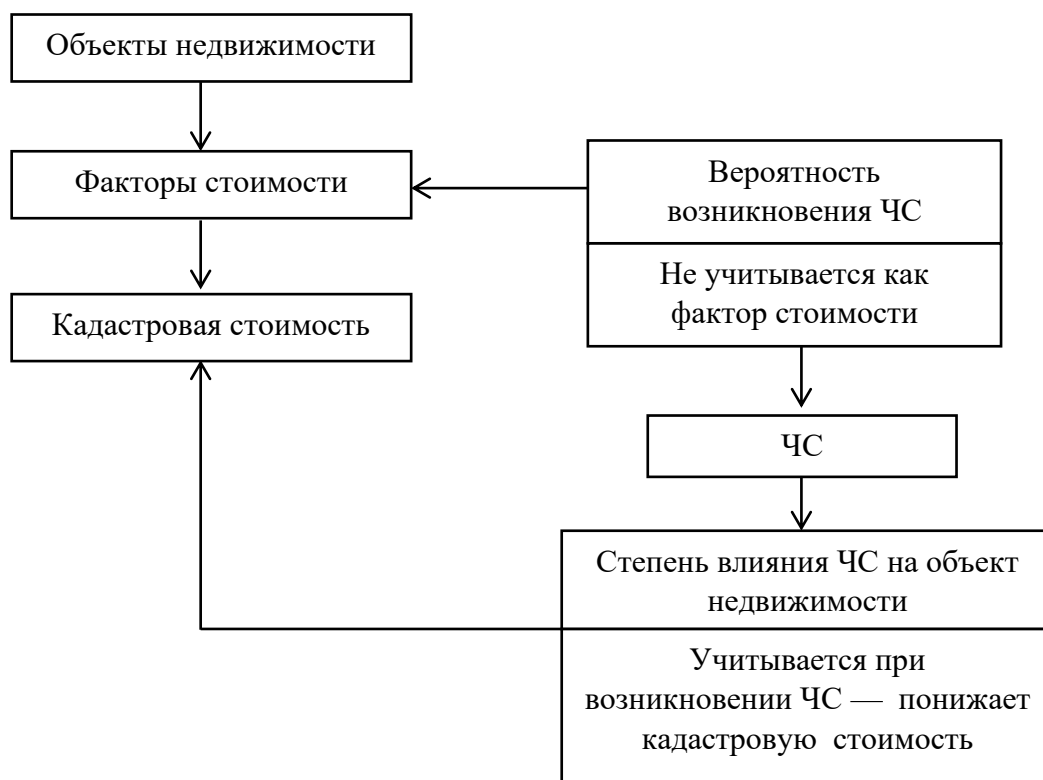 Объекты недвижимости
Факторы стоимости
Вероятность
возникновения ЧС
Не учитывается как
фактор стоимости
Кадастровая стоимость
ЧС
Степень влияния ЧС на объект
недвижимости
Учитывается при
возникновении ЧС — понижает
кадастровую стоимость